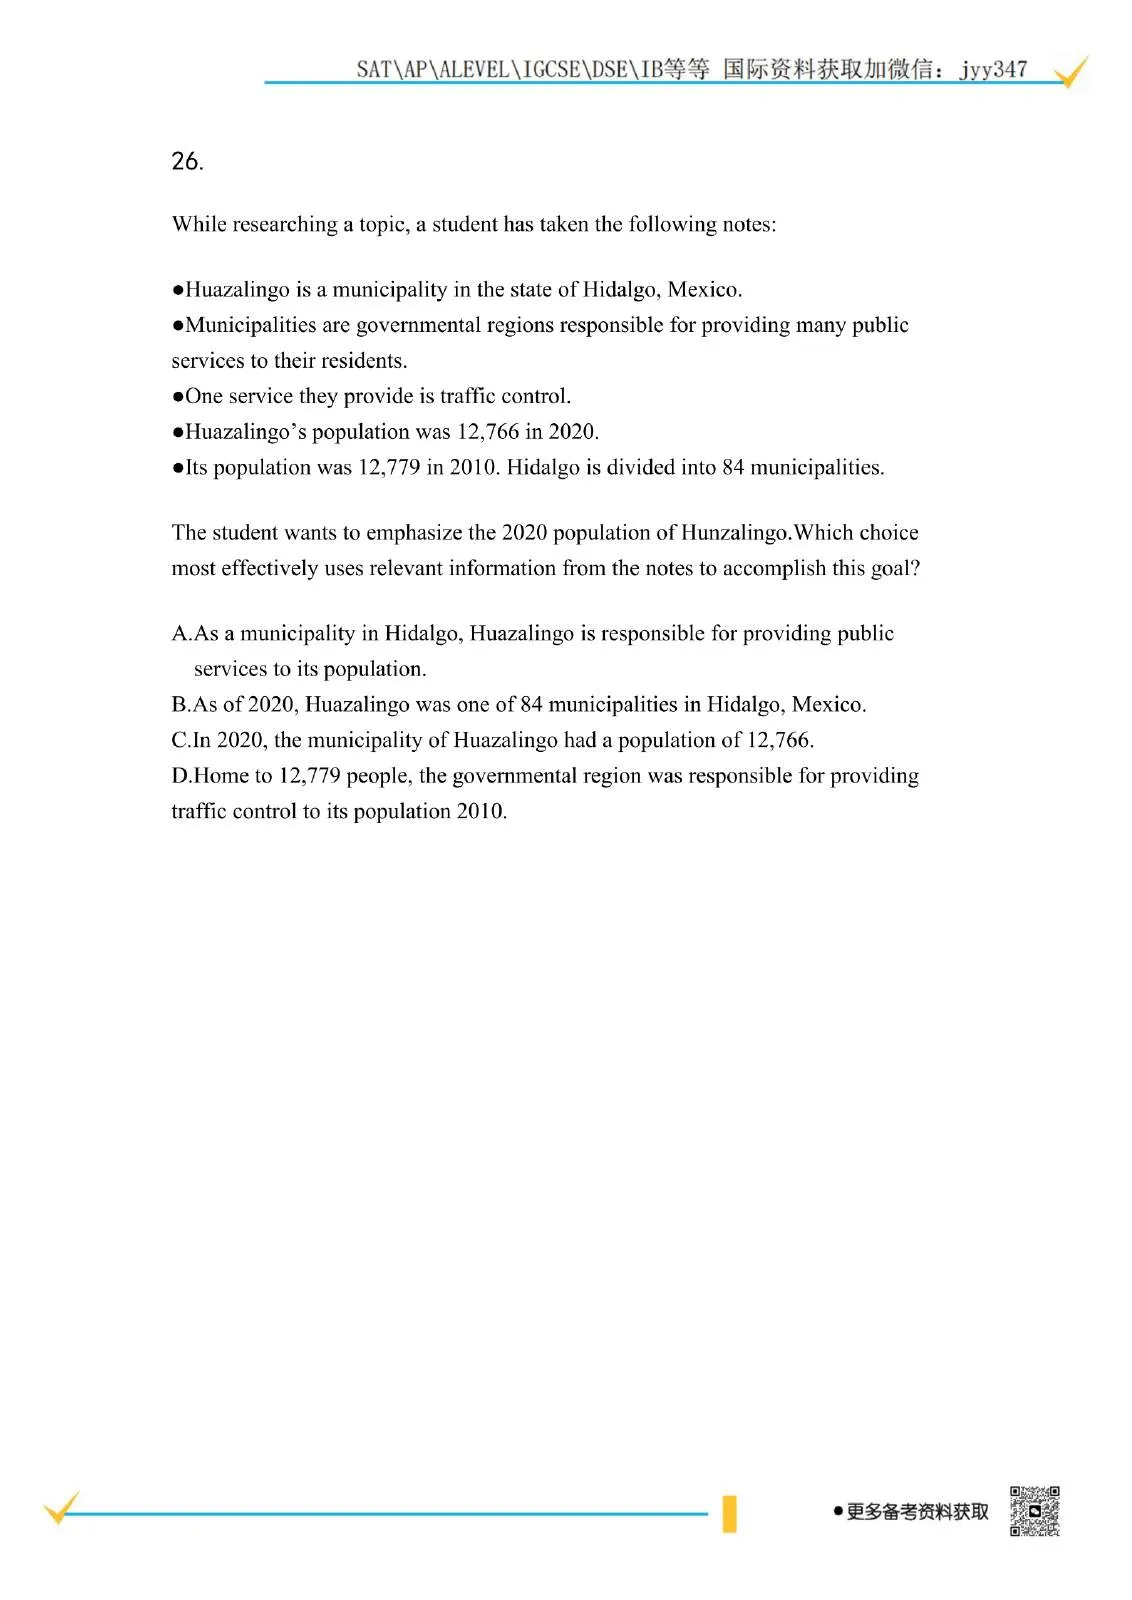 SAT\AP\ALEVEL\IGCSE\DSE\IB等等 国际资料获取加微信：jyy347
26.
While researching a topic, a student has taken the following notes:
●Huazalingo is a municipality in the state of Hidalgo, Mexico.
●Municipalities are governmental regions responsible for providing many public
services to their residents.
●One service they provide is traffic control.
●Huazalingo’s population was 12,766 in 2020.
●Its population was 12,779 in 2010. Hidalgo is divided into 84 municipalities.
The student wants to emphasize the 2020 population of Hunzalingo.Which choice
most effectively uses relevant information from the notes to accomplish this goal?
A.As a municipality in Hidalgo, Huazalingo is responsible for providing public
services to its population.
B.As of 2020, Huazalingo was one of 84 municipalities in Hidalgo, Mexico.
C.In 2020, the municipality of Huazalingo had a population of 12,766.
D.Home to 12,779 people, the governmental region was responsible for providing
traffic control to its population 2010.
●更多备考资料获取